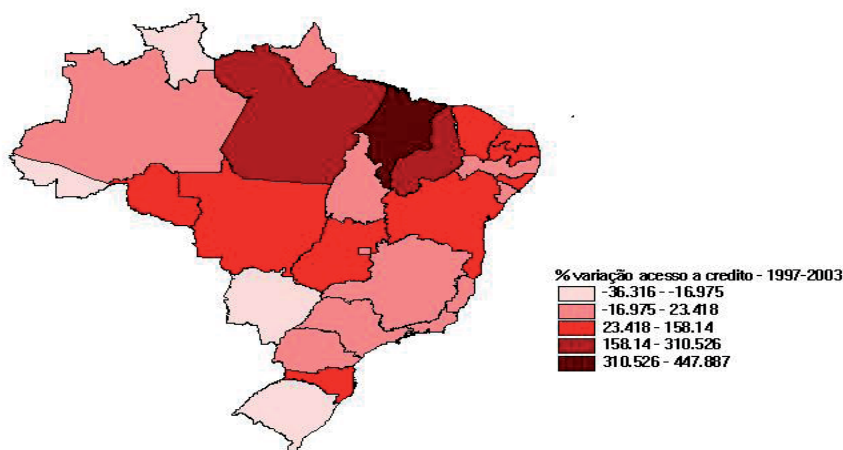 % variação acesso a credito - 1997-2003
-36.316 - -16.975
-16.975 - 23.418
23.418 - 158.14
158.14 - 310.526
310.526 - 447.887